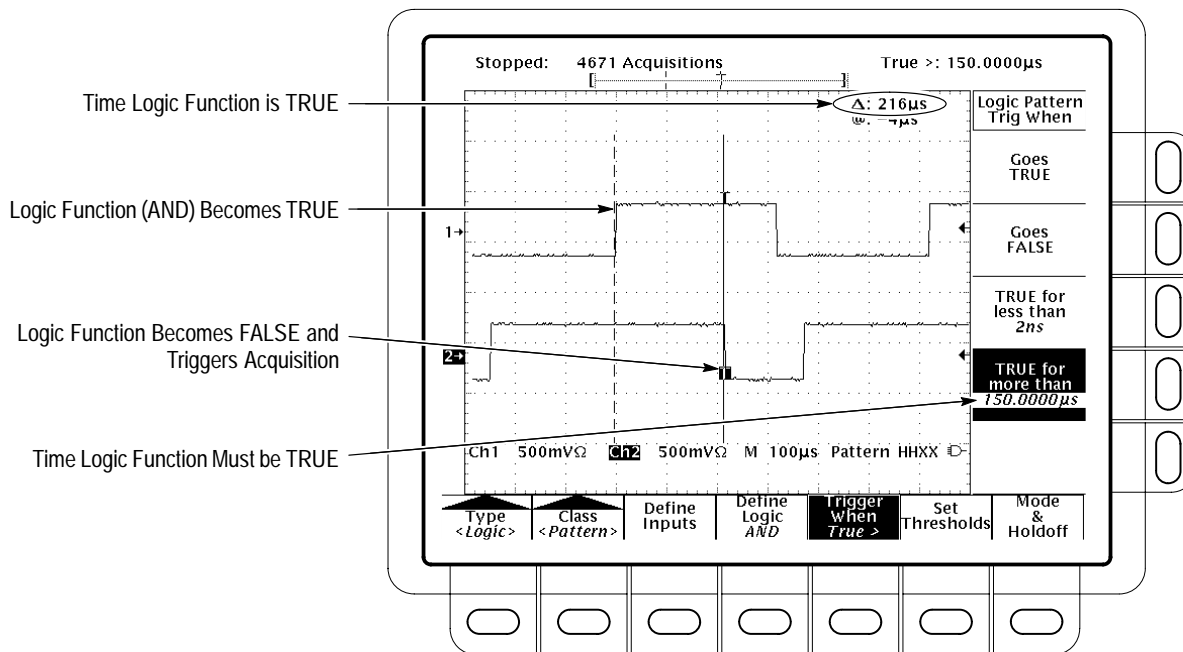 Stopped: 4671 Acquisitions
True >: 150.0000µs
[ T ]
Time Logic Function is TRUE
Δ: 216µs
@: −4µs
Logic Pattern
Trig When
Goes
TRUE
Logic Function (AND) Becomes TRUE
1→
Goes
FALSE
TRUE for
less than
2ns
Logic Function Becomes FALSE and
Triggers Acquisition
2→
T
TRUE for
more than
150.0000µs
Time Logic Function Must be TRUE
Ch1 500mVΩ Ch2 500mVΩ M 100µs Pattern HHXX
Type
<Logic>
Class
<Pattern>
Define
Inputs
Define
Logic
AND
Trigger
When
True >
Set
Thresholds
Mode
&
Holdoff